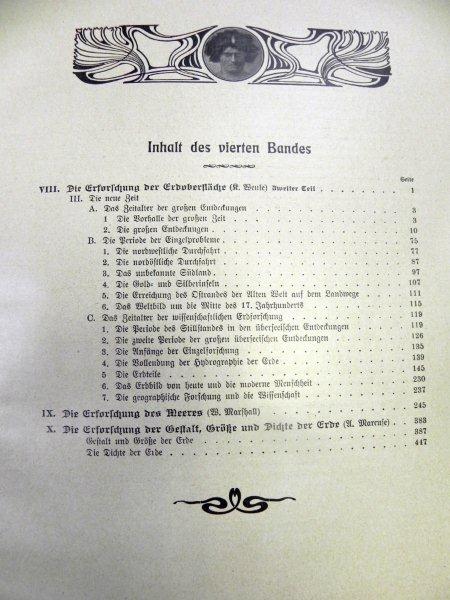 Inhalt des vierten Bandes
Seite
VIII. Die Erforschung der Erdoberfläche (K. Weule) Zweiter Teil . . . 1
III. Die neue Zeit
A. Das Zeitalter der großen Entdeckungen . . . 3
1 Die Vorhalle der großen Zeit . . . 3
2. Die großen Entdeckungen . . . 10
B. Die Periode der Einzelprobleme . . . 75
1. Die nordwestliche Durchfahrt . . . 77
2. Die nordöstliche Durchfahrt . . . 87
3. Das unbekannte Südland . . . 97
4. Die Gold- und Silberinseln . . . 107
5. Die Erreichung des Ostrandes der Alten Welt auf dem Landwege . . . 111
6. Das Weltbild um die Mitte des 17. Jahrhunderts . . . 115
C. Das Zeitalter der wissenschaftlichen Erdforschung . . . 119
1. Die Periode des Stillstandes in den überseeischen Entdeckungen . . . 119
2. Die zweite Periode der großen überseeischen Entdeckungen . . . 126
3. Die Anfänge der Einzelforschung . . . 135
4. Die Vollendung der Hydrographie der Erde . . . 139
5. Die Erdteile . . . 145
6. Das Erdbild von heute und die moderne Menschheit . . . 230
7. Die geographische Forschung und die Wissenschaft . . . 237
IX. Die Erforschung des Meeres (W. Marshall) . . . 245
X. Die Erforschung der Gestalt, Größe und Dichte der Erde (A. Marcuse) . . . 383
Gestalt und Größe der Erde . . . 387
Die Dichte der Erde . . . 447